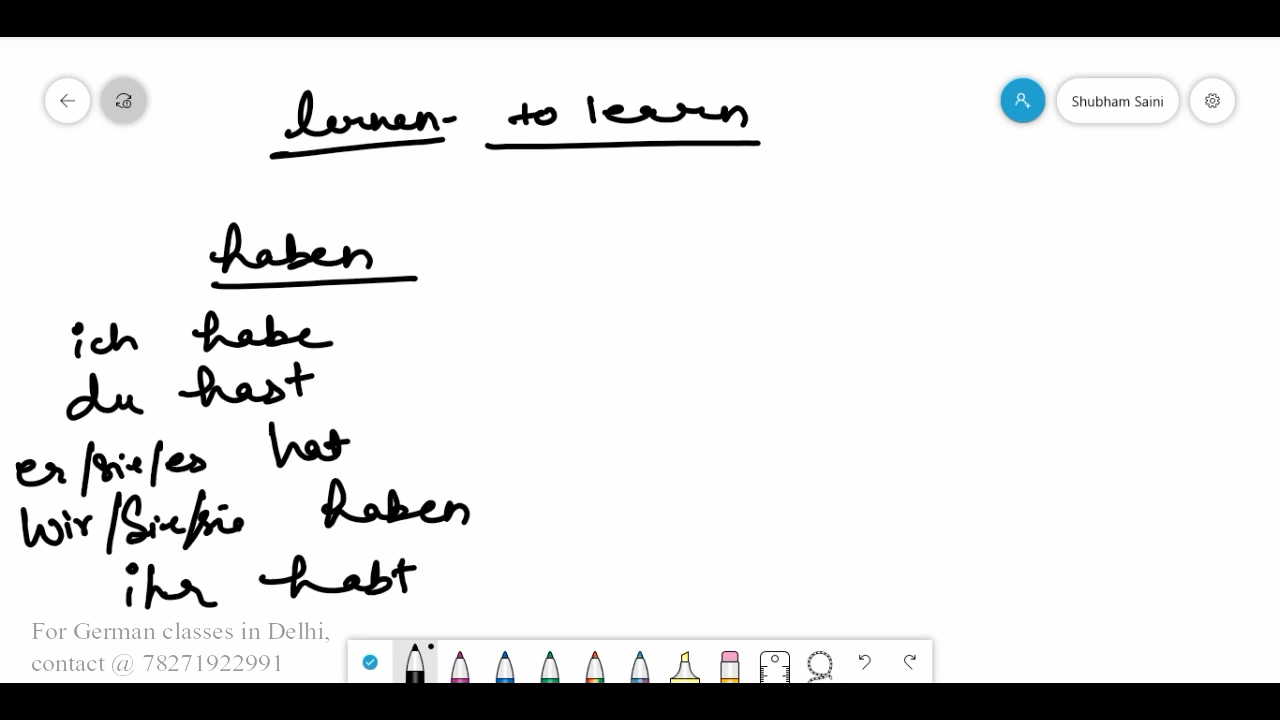 lernen- to learn
Shubham Saini
haben
ich habe
du hast
er/sie/es hat
Wir/Sie/sie haben
ihr habt
For German classes in Delhi,
contact @ 78271922991